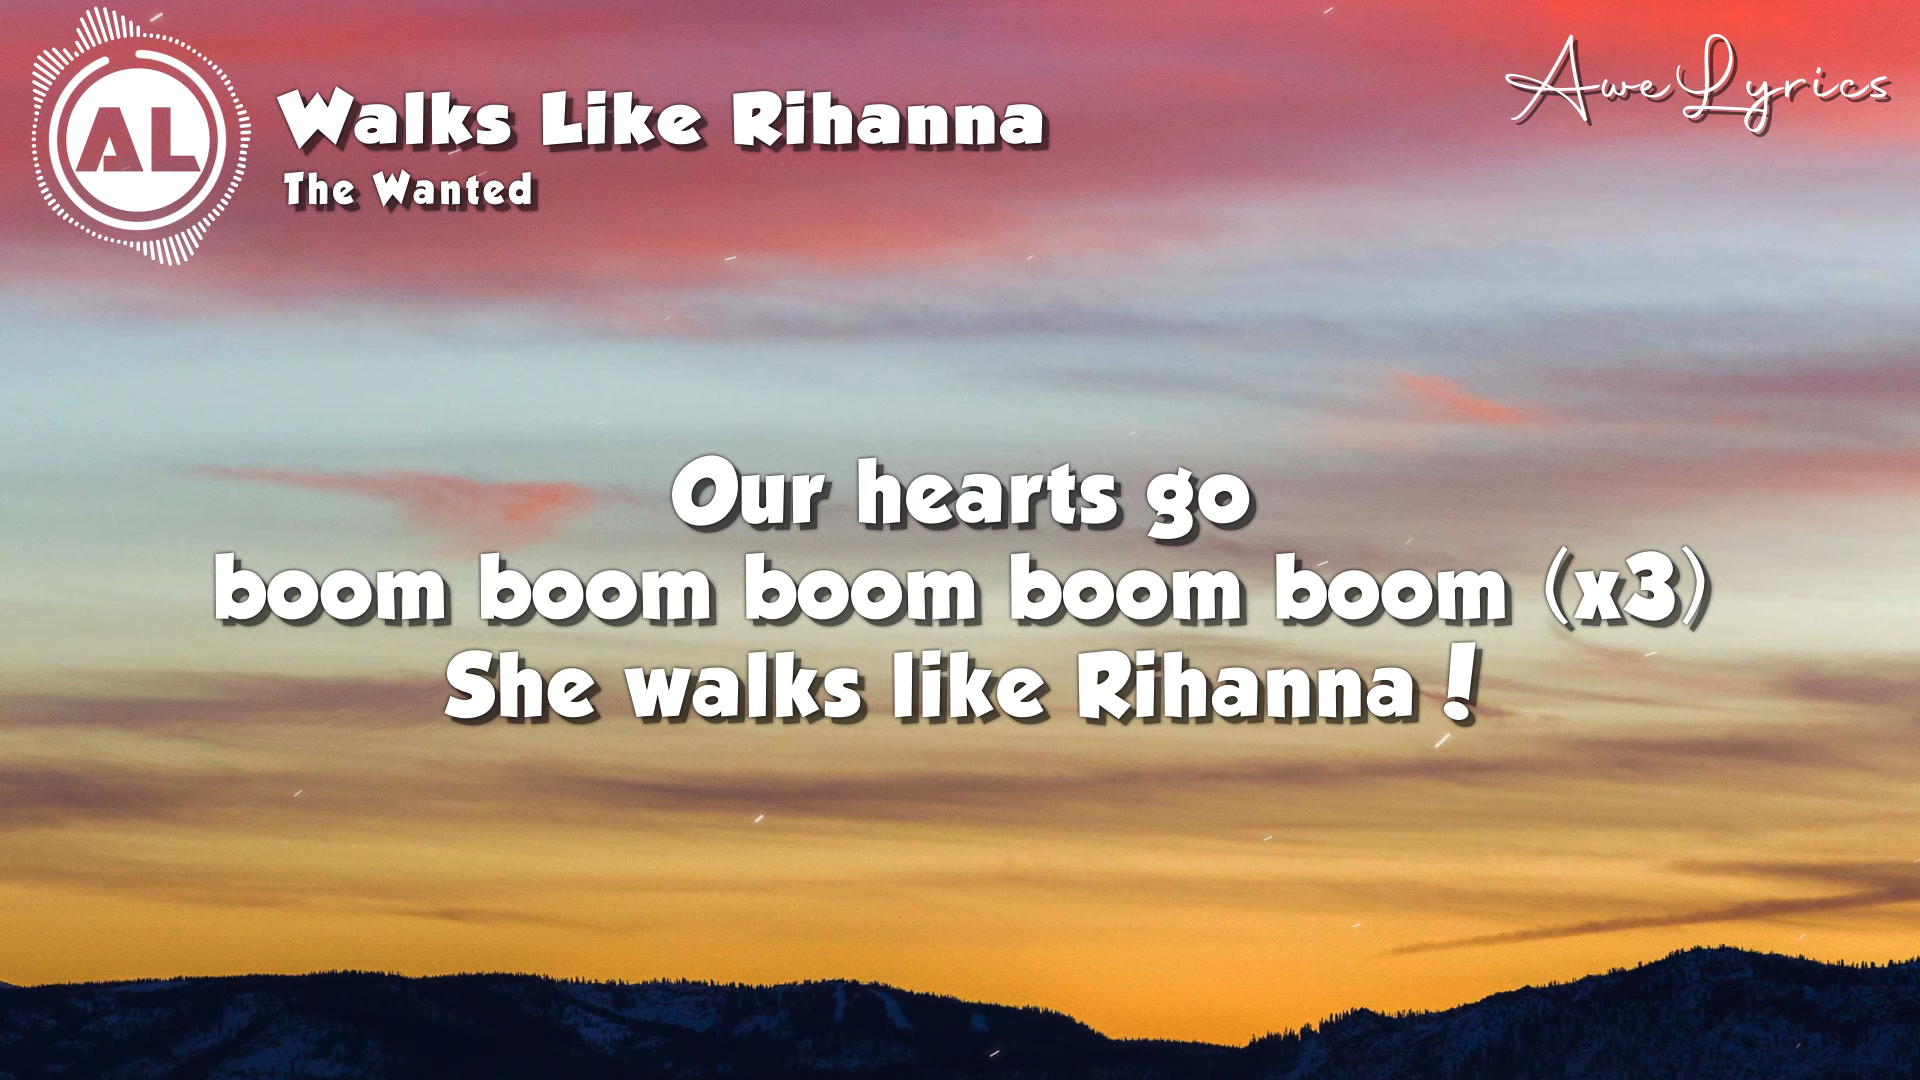 AL
Walks Like Rihanna
The Wanted
AweLyrics
Our hearts go
boom boom boom boom boom (x3)
She walks like Rihanna!